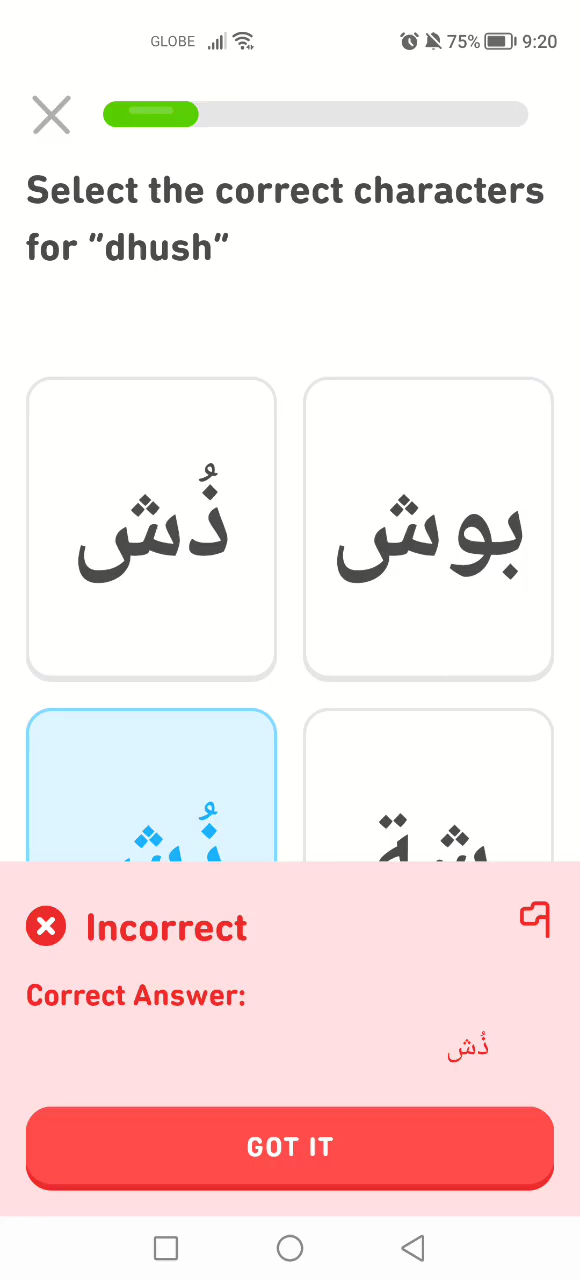 GLOBE 75% 9:20
Select the correct characters
for "dhush"
ذُش
بوش
Incorrect
Correct Answer:
ذُش
GOT IT